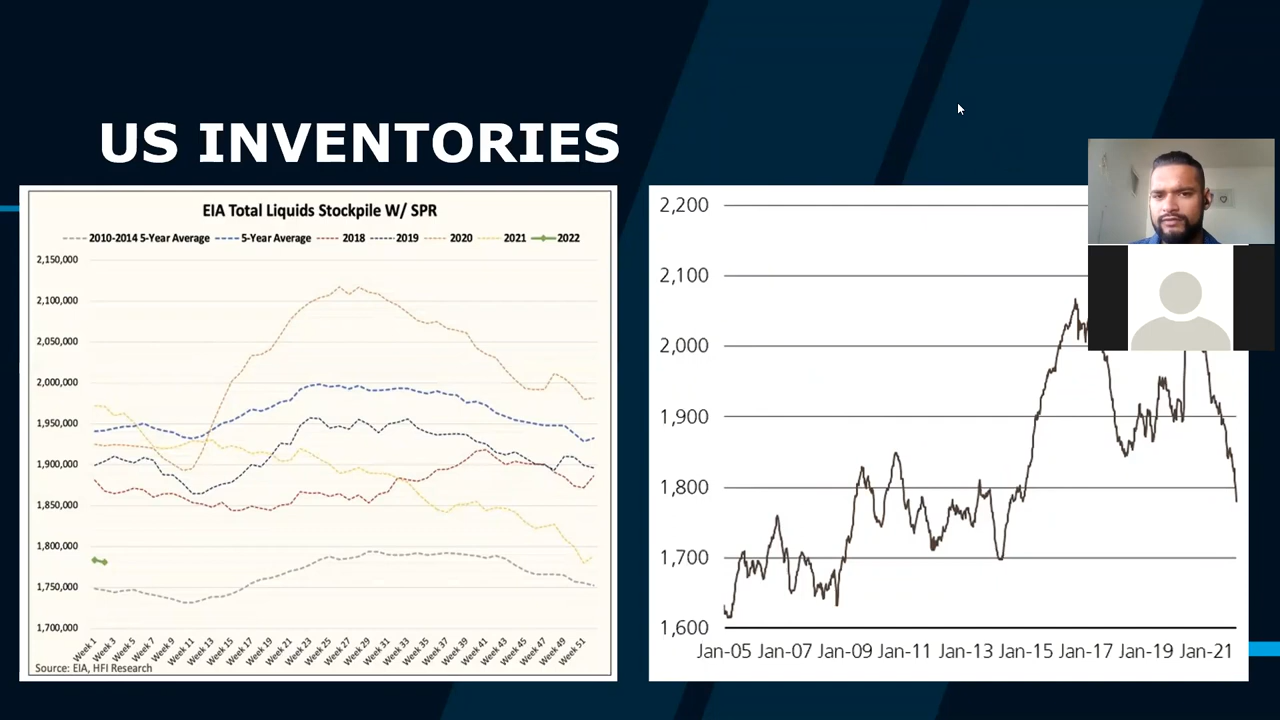 US INVENTORIES
EIA Total Liquids Stockpile W/ SPR
2010-2014 5-Year Average 5-Year Average 2018 2019 2020 2021 2022
2,150,000
2,100,000
2,050,000
2,000,000
1,950,000
1,900,000
1,850,000
1,800,000
1,750,000
1,700,000
Week 1 Week 3 Week 5 Week 7 Week 9 Week 11 Week 13 Week 15 Week 17 Week 19 Week 21 Week 23 Week 25 Week 27 Week 29 Week 31 Week 33 Week 35 Week 37 Week 39 Week 41 Week 43 Week 45 Week 47 Week 49 Week 51
Source: EIA, HFI Research
2,200
2,100
2,000
1,900
1,800
1,700
1,600
Jan-05 Jan-07 Jan-09 Jan-11 Jan-13 Jan-15 Jan-17 Jan-19 Jan-21